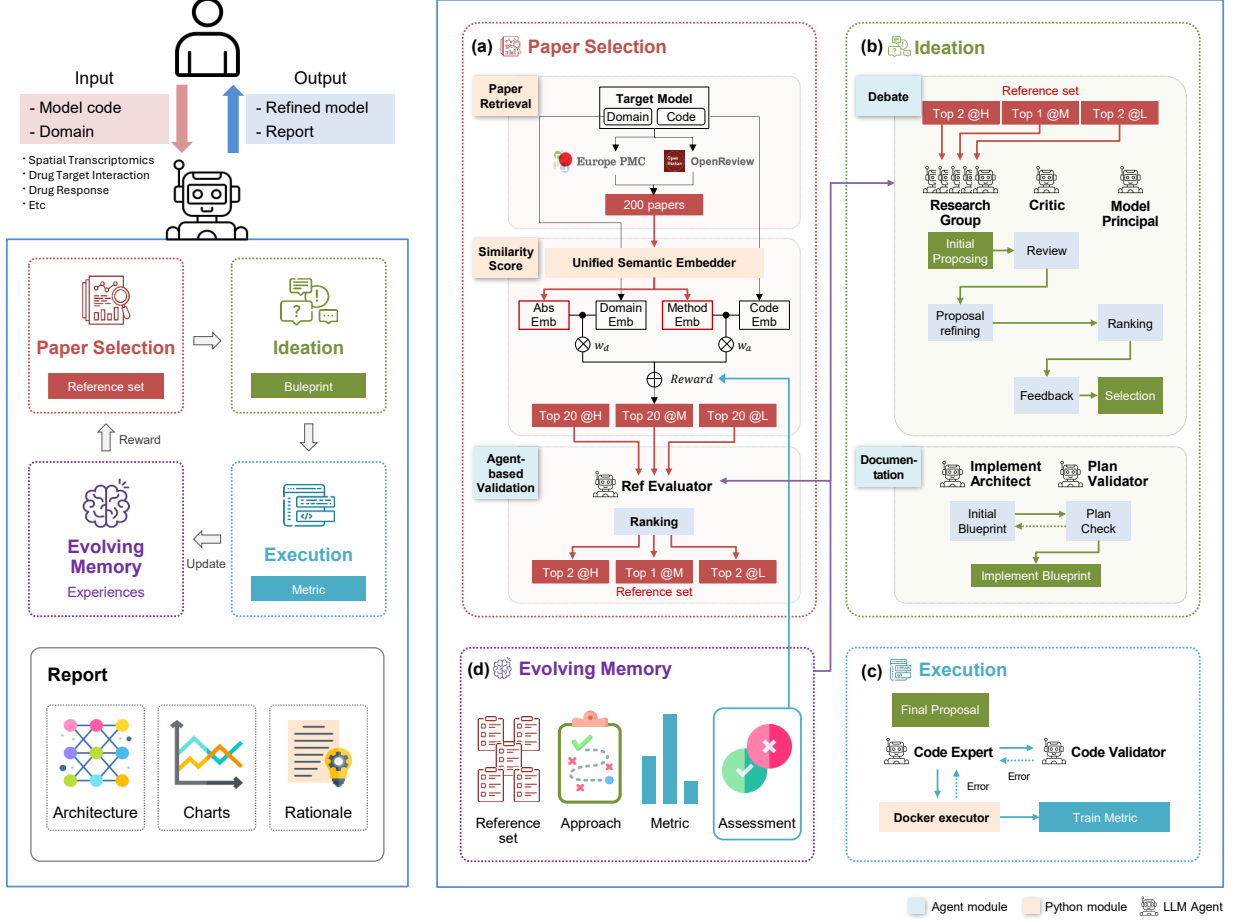 Input
Output
- Model code
- Domain
- Refined model
- Report
· Spatial Transcriptomics
· Drug Target Interaction
· Drug Response
· Etc
Paper Selection
Reference set
Ideation
Buleprint
Reward
Evolving
Memory
Experiences
Update
Execution
Metric
Report
Architecture
Charts
Rationale
(a) Paper Selection
Paper
Retrieval
Target Model
Domain
Code
Europe PMC
Open
Review
OpenReview
200 papers
Similarity
Score
Unified Semantic Embedder
Abs
Emb
Domain
Emb
Method
Emb
Code
Emb
w_d
w_a
Reward
Top 20 @H
Top 20 @M
Top 20 @L
Agent-
based
Validation
Ref Evaluator
Ranking
Top 2 @H
Top 1 @M
Top 2 @L
Reference set
(b) Ideation
Debate
Reference set
Top 2 @H
Top 1 @M
Top 2 @L
Research
Group
Critic
Model
Principal
Initial
Proposing
Review
Proposal
refining
Ranking
Feedback
Selection
Documen-
tation
Implement
Architect
Plan
Validator
Initial
Blueprint
Plan
Check
Implement Blueprint
(d) Evolving Memory
Reference
set
Approach
Metric
Assessment
(c) Execution
Final Proposal
Code Expert
Code Validator
Error
Error
Docker executor
Train Metric
Agent module
Python module
LLM Agent